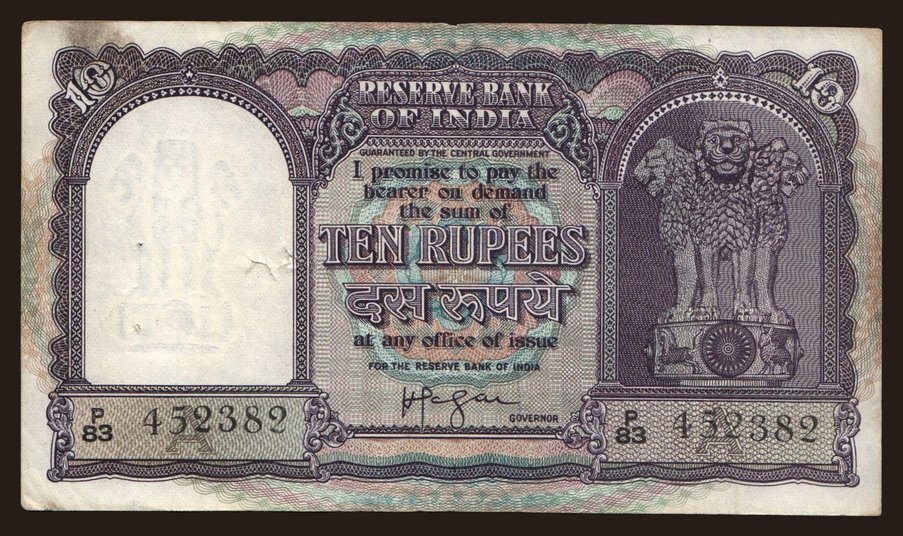 10
10
RESERVE BANK
OF INDIA
GUARANTEED BY THE CENTRAL GOVERNMENT
I promise to pay the
bearer on demand
the sum of
TEN RUPEES
दस रूपये
at any office of issue
FOR THE RESERVE BANK OF INDIA
GOVERNOR
P
83
452382
A
P
83
452382
A